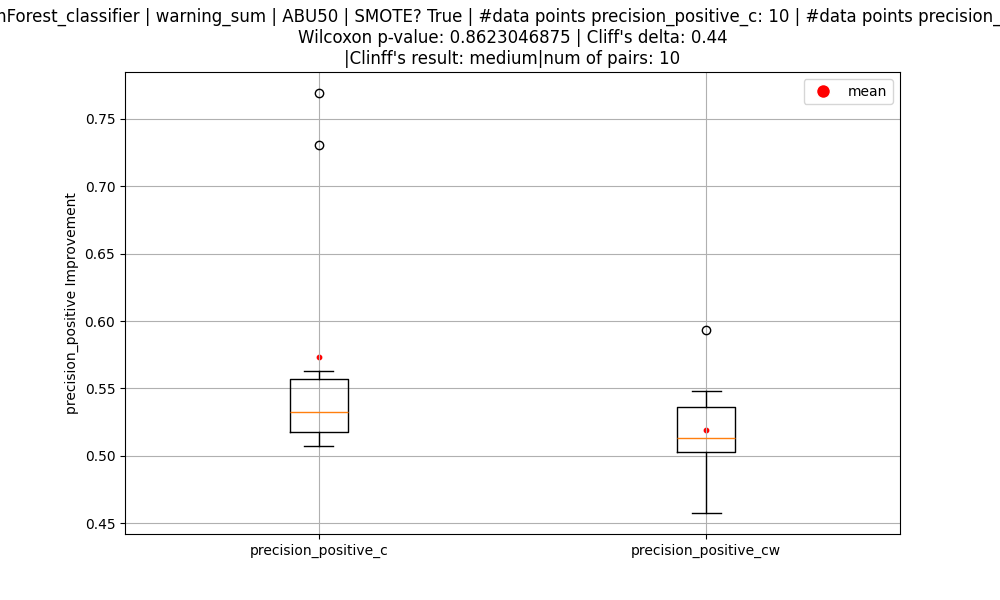 nForest_classifier | warning_sum | ABU50 | SMOTE? True | #data points precision_positive_c: 10 | #data points precision_
Wilcoxon p-value: 0.8623046875 | Cliff's delta: 0.44
|Clinff's result: medium|num of pairs: 10
mean
0.75
0.70
0.65
0.60
0.55
0.50
0.45
precision_positive Improvement
precision_positive_c
precision_positive_cw